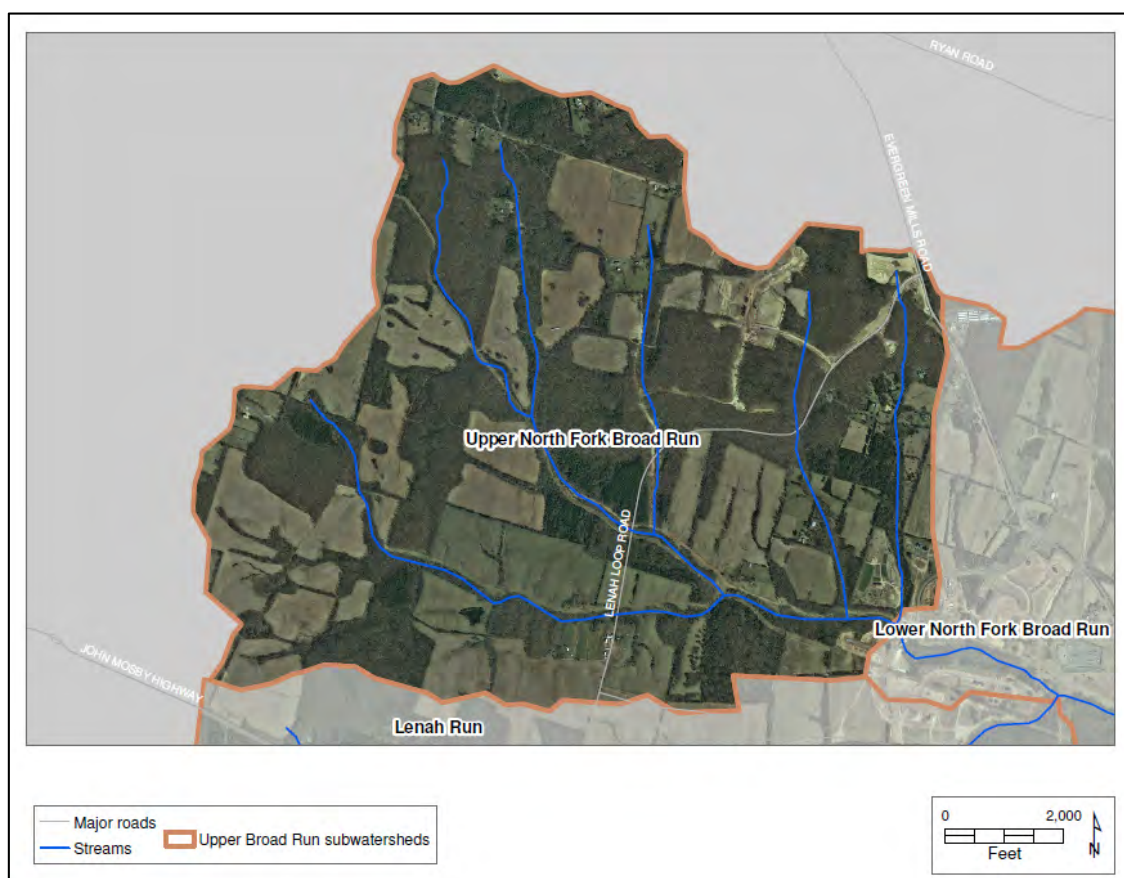 RYAN ROAD
EVERGREEN MILLS ROAD
Upper North Fork Broad Run
LENAH LOOP ROAD
Lower North Fork Broad Run
JOHN MOSBY HIGHWAY
Lenah Run
Major roads
Streams
Upper Broad Run subwatersheds
0 2,000
Feet
N